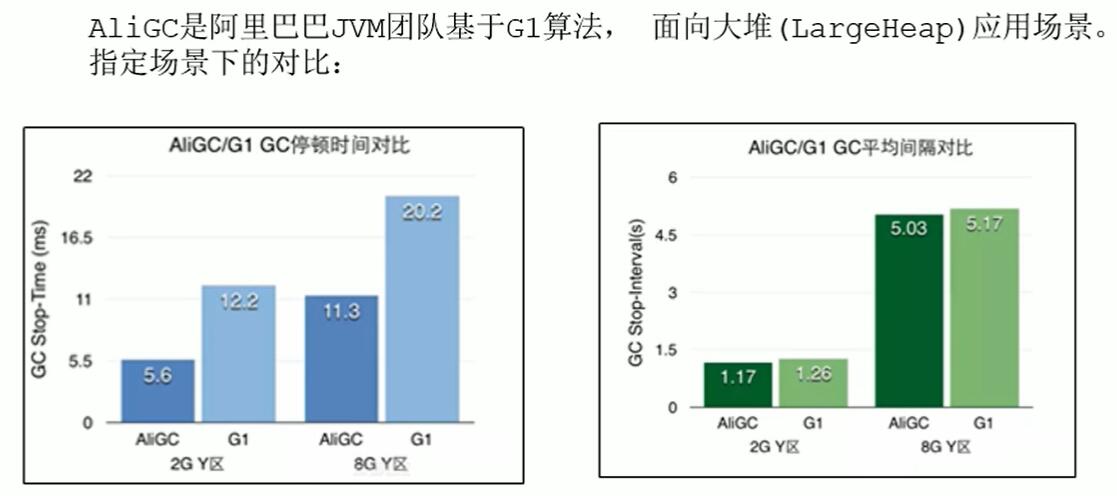 AliGC是阿里巴巴JVM团队基于G1算法， 面向大堆(LargeHeap)应用场景。
指定场景下的对比：
AliGC/G1 GC停顿时间对比
GC Stop-Time (ms)
22
16.5
11
5.5
0
5.6
12.2
11.3
20.2
AliGC
G1
AliGC
G1
2G Y区
8G Y区
AliGC/G1 GC平均间隔对比
GC Stop-Interval(s)
6
4.5
3
1.5
0
1.17
1.26
5.03
5.17
AliGC
G1
AliGC
G1
2G Y区
8G Y区